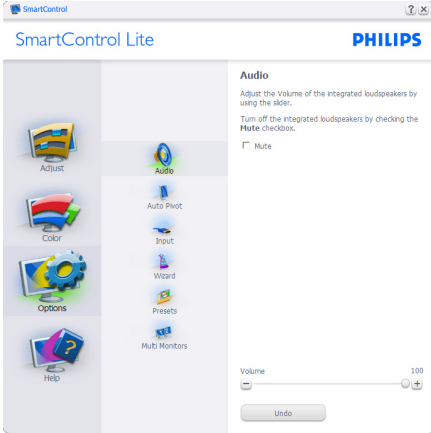 SmartControl
SmartControl Lite
PHILIPS
Adjust
Color
Options
Help
Audio
Auto Pivot
Input
Wizard
Presets
Multi Monitors
Audio
Adjust the Volume of the integrated loudspeakers by
using the slider.
Turn off the integrated loudspeakers by checking the
Mute checkbox.
Mute
Volume 100
Undo